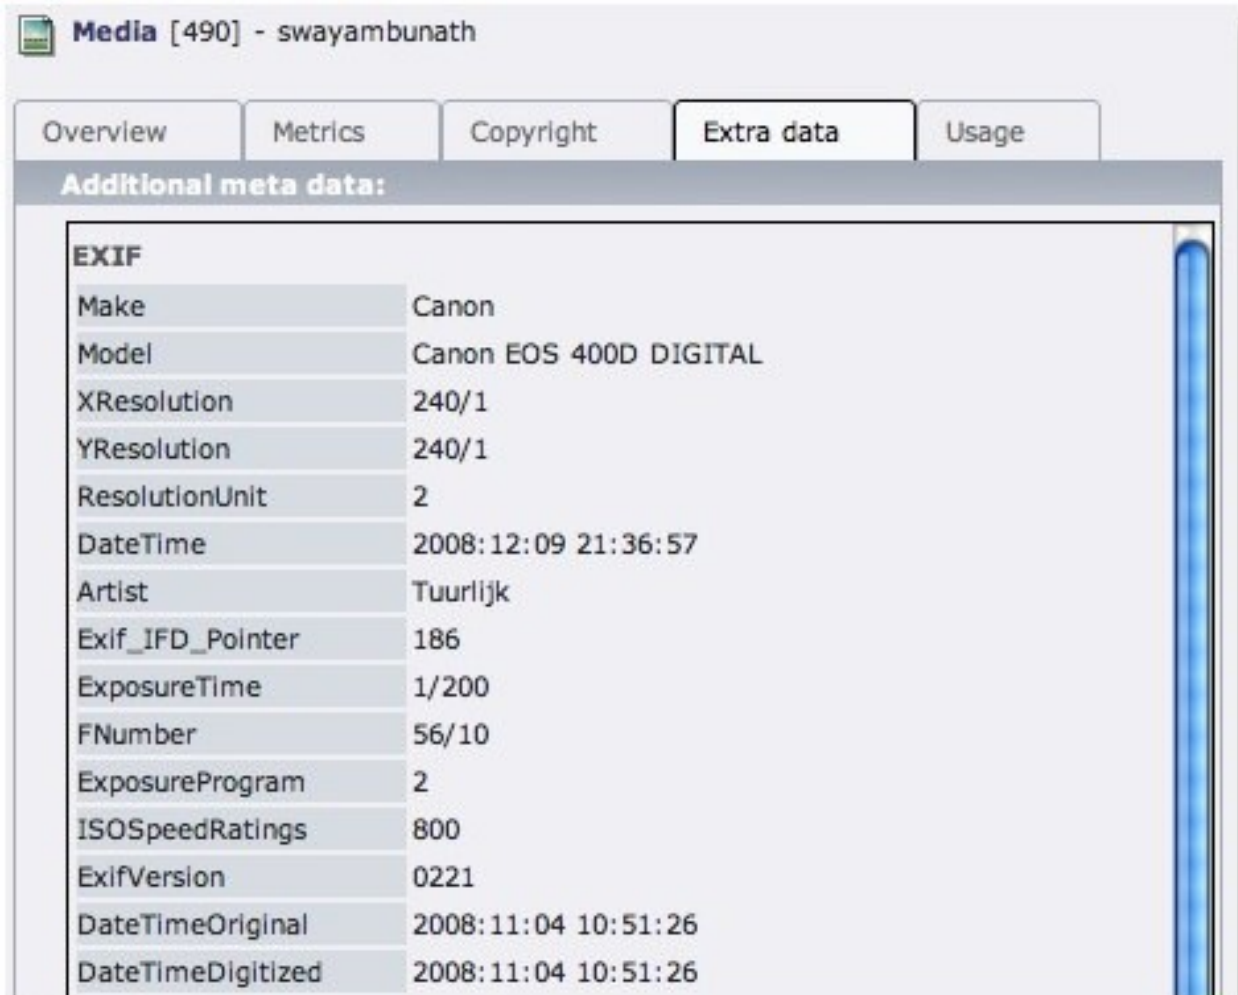 Media [490] - swayambunath
Overview Metrics Copyright Extra data Usage
Additional meta data:
EXIF
Make Canon
Model Canon EOS 400D DIGITAL
XResolution 240/1
YResolution 240/1
ResolutionUnit 2
DateTime 2008:12:09 21:36:57
Artist Tuurlijk
Exif_IFD_Pointer 186
ExposureTime 1/200
FNumber 56/10
ExposureProgram 2
ISOSpeedRatings 800
ExifVersion 0221
DateTimeOriginal 2008:11:04 10:51:26
DateTimeDigitized 2008:11:04 10:51:26